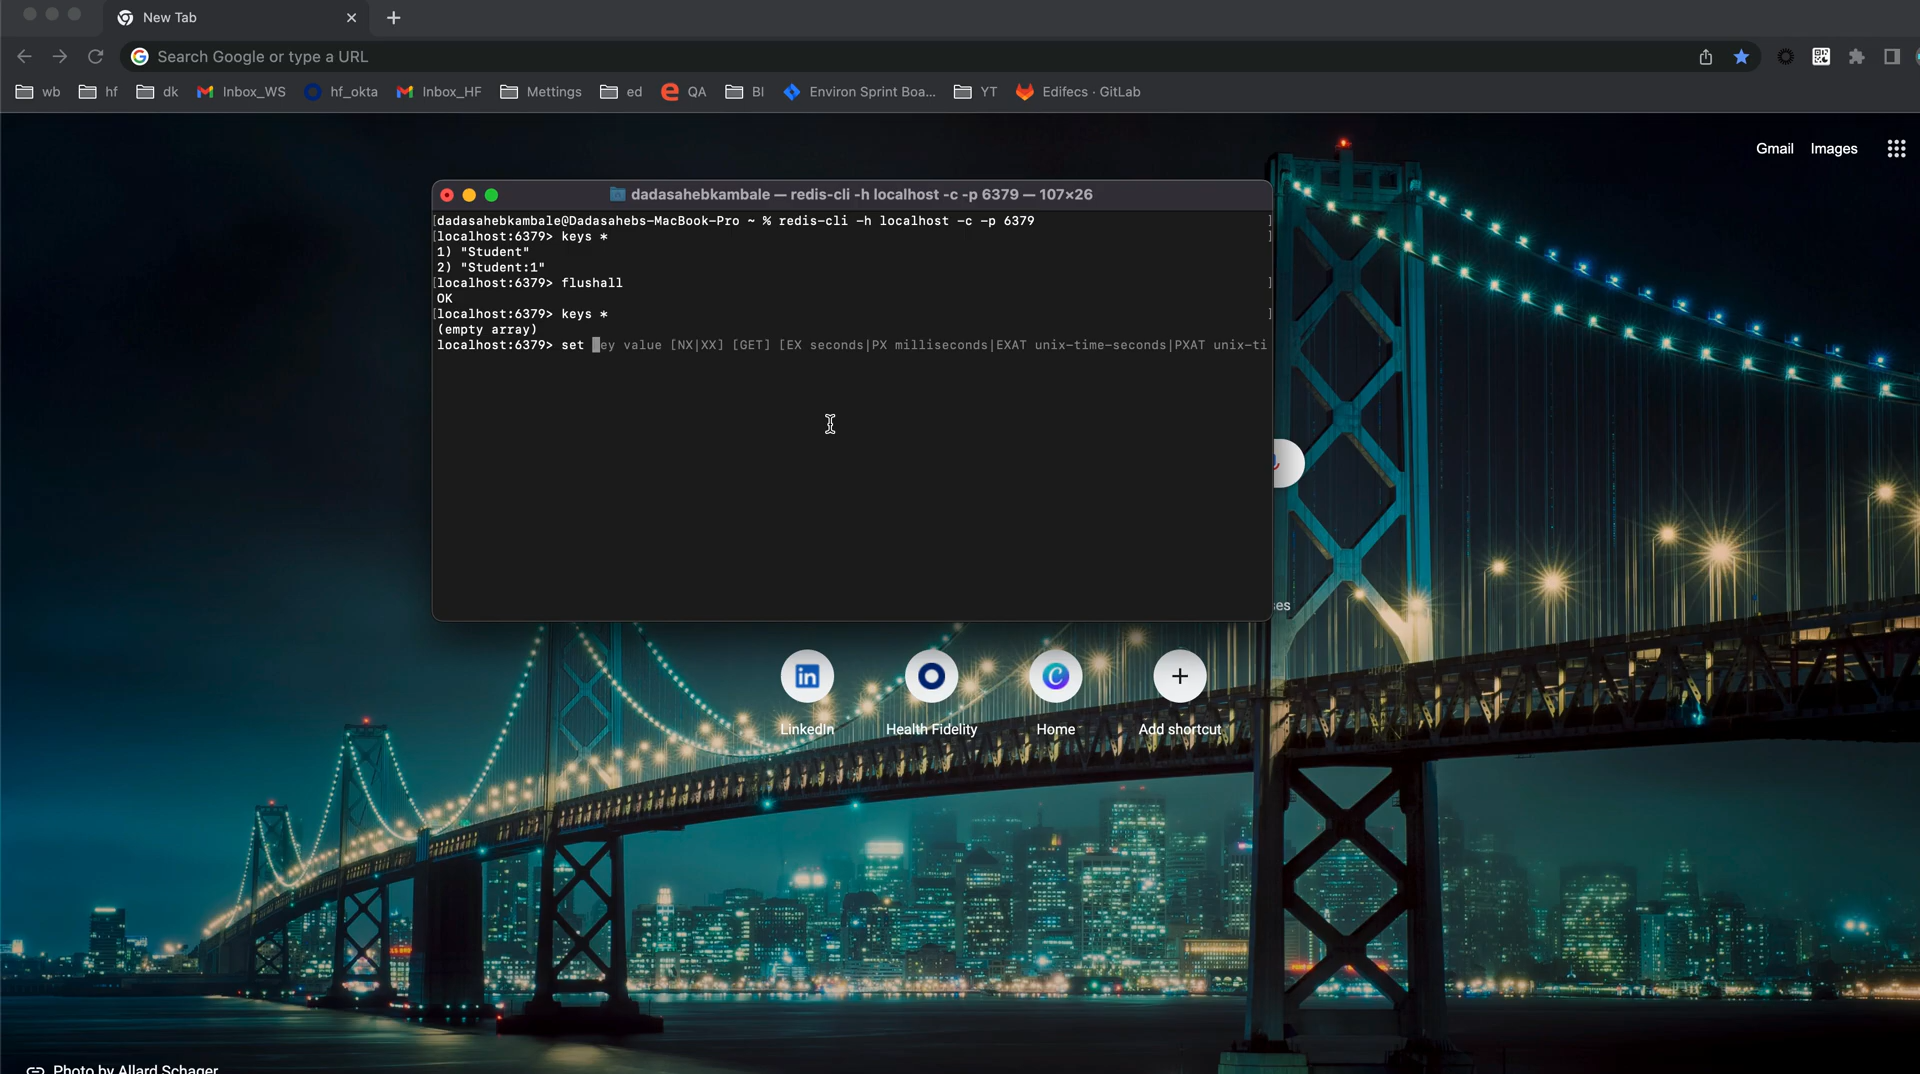 New Tab
Search Google or type a URL
wb hf dk Inbox_WS hf_okta Inbox_HF Mettings ed QA BI Environ Sprint Boa... YT Edifecs · GitLab
Gmail Images
dadasahebkambale — redis-cli -h localhost -c -p 6379 — 107×26
[dadasahebkambale@Dadasahebs-MacBook-Pro ~ % redis-cli -h localhost -c -p 6379 ]
[localhost:6379> keys * ]
1) "Student"
2) "Student:1"
[localhost:6379> flushall ]
OK
[localhost:6379> keys * ]
(empty array)
localhost:6379> set ey value [NX|XX] [GET] [EX seconds|PX milliseconds|EXAT unix-time-seconds|PXAT unix-ti
ses
LinkedIn Health Fidelity Home Add shortcut
Photo by Allard Schager